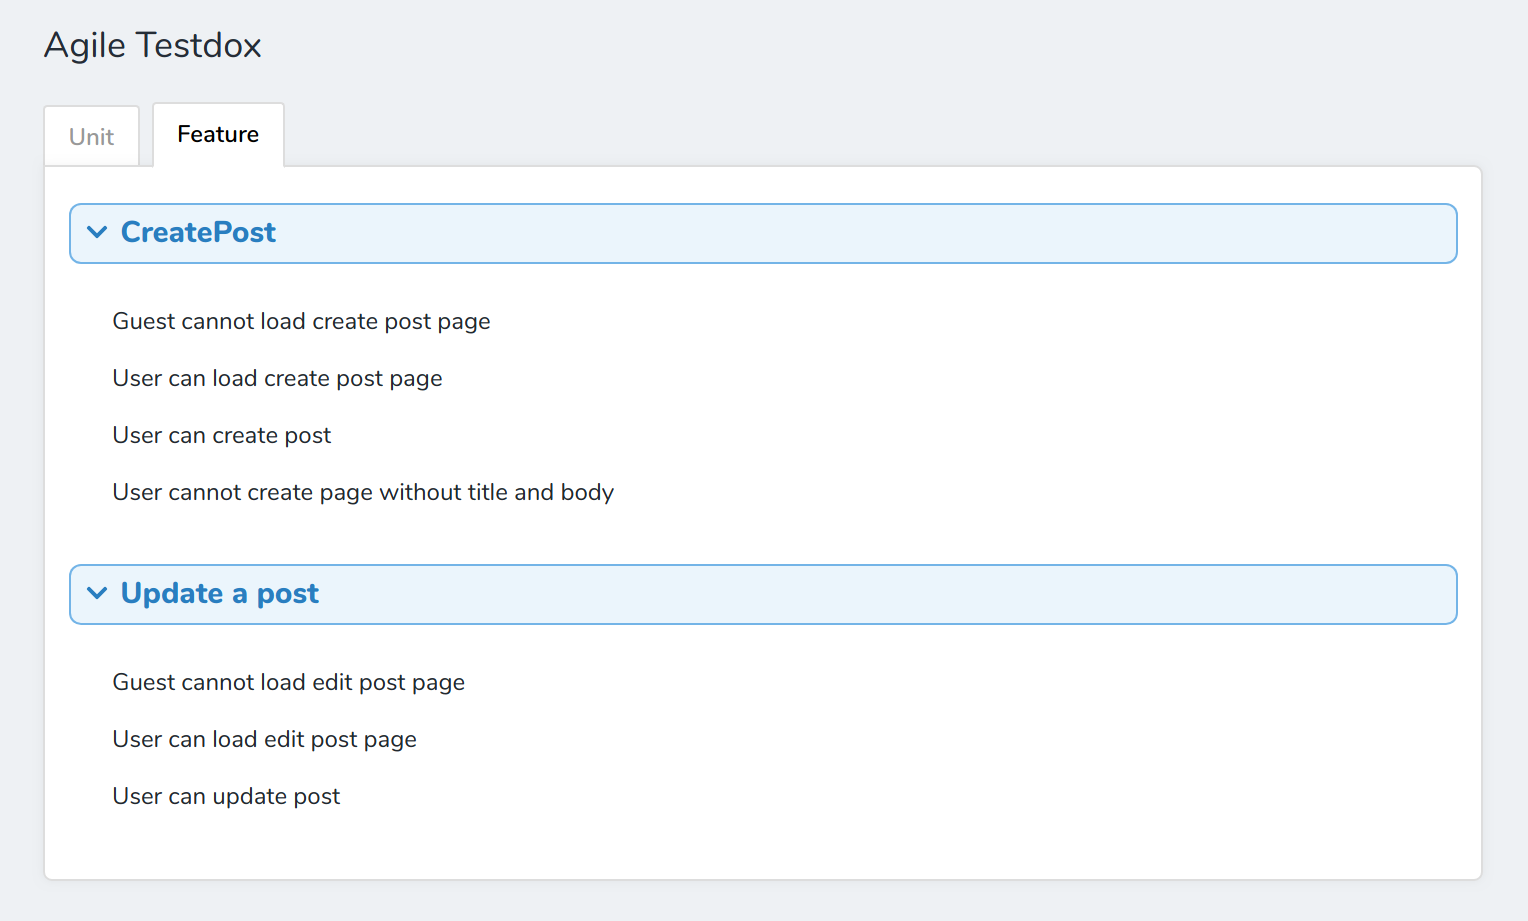 Agile Testdox
Unit
Feature
CreatePost
Guest cannot load create post page
User can load create post page
User can create post
User cannot create page without title and body
Update a post
Guest cannot load edit post page
User can load edit post page
User can update post